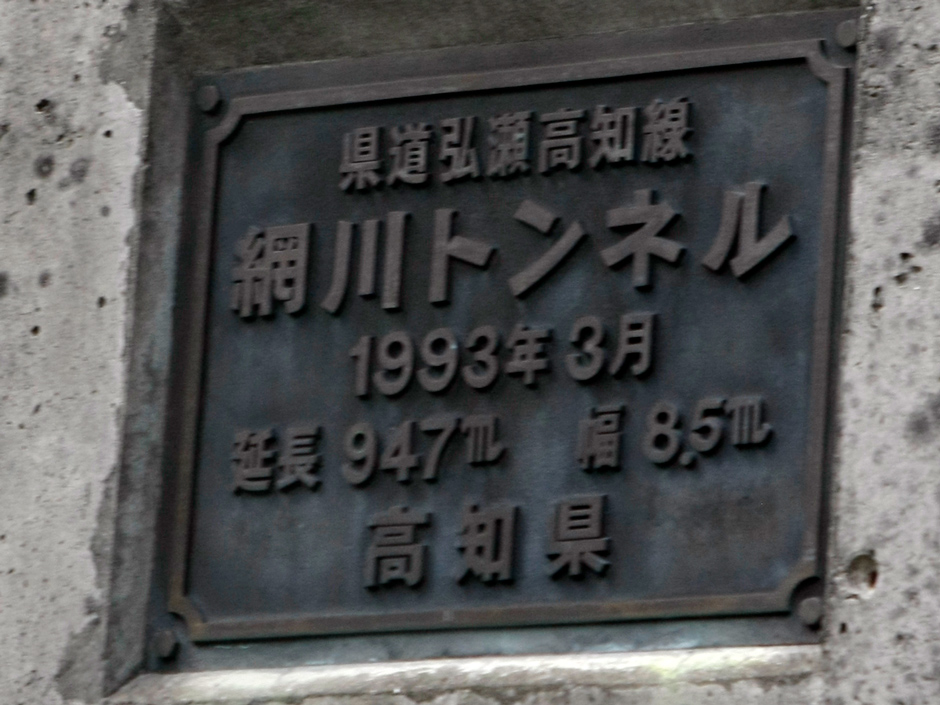 県道弘瀬高知線
網川トンネル
1993年3月
延長 947m 幅 8.5m
高知県